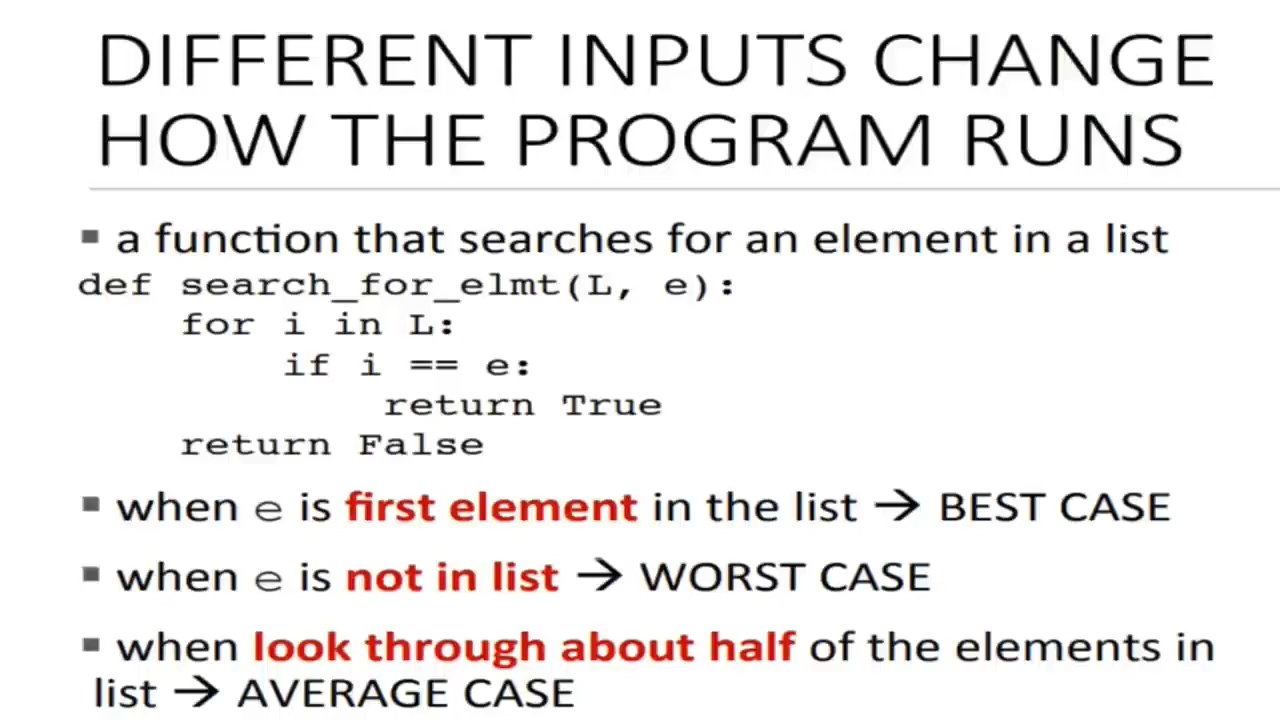 DIFFERENT INPUTS CHANGE
HOW THE PROGRAM RUNS
▪ a function that searches for an element in a list
def search_for_elmt(L, e):
    for i in L:
        if i == e:
            return True
    return False
▪ when e is first element in the list → BEST CASE
▪ when e is not in list → WORST CASE
▪ when look through about half of the elements in
list → AVERAGE CASE